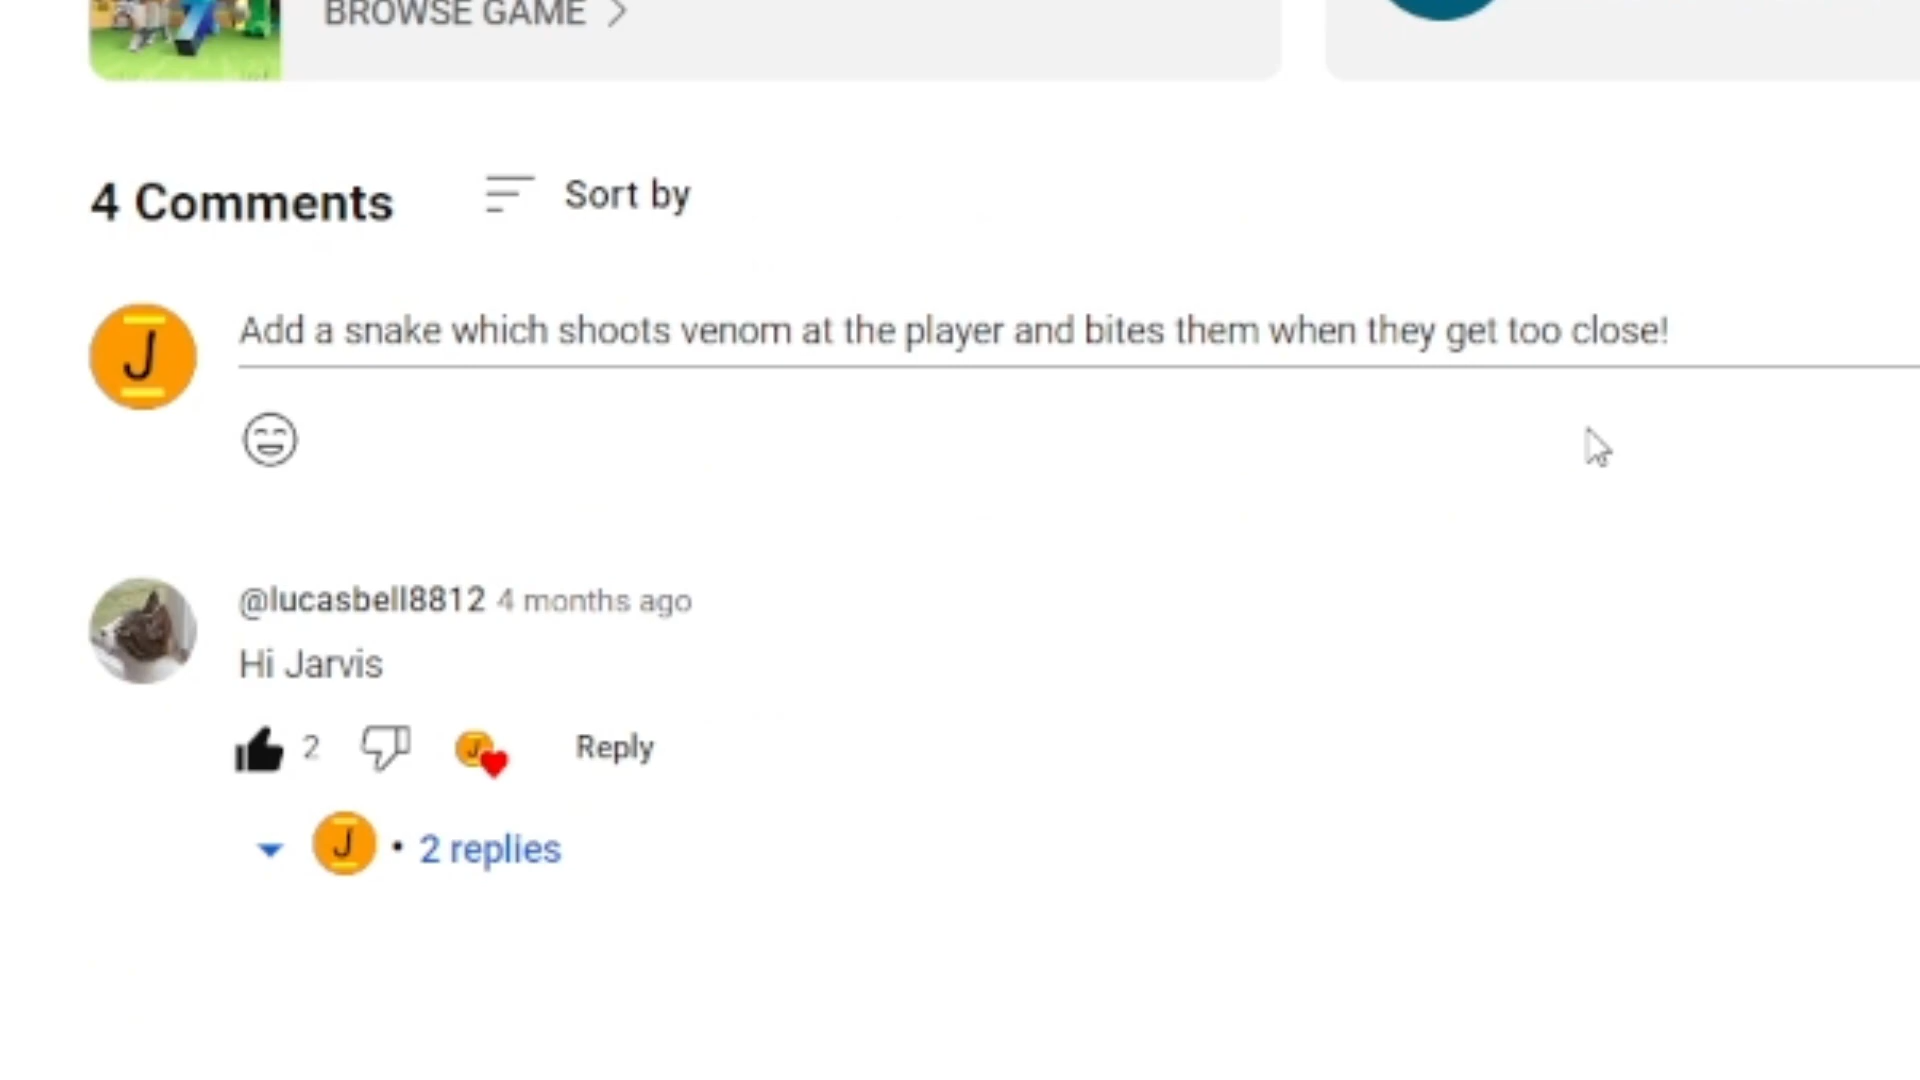 BROWSE GAME
4 Comments
Sort by
J
Add a snake which shoots venom at the player and bites them when they get too close!
@lucasbell8812 4 months ago
Hi Jarvis
2
J
Reply
J
• 2 replies